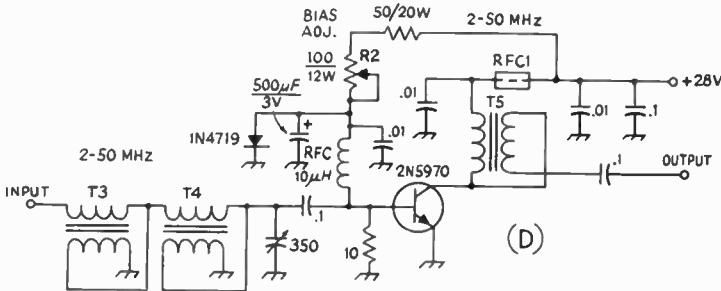 BIAS
ADJ.
50/20W
2-50 MHz
100
12W
R2
RFC1
+28V
500µF
3V
+
.01
T5
.01
.1
1N4719
.01
2-50 MHz
RFC
10µH
2N5970
INPUT
T3
T4
.1
.1
OUTPUT
350
10
(D)